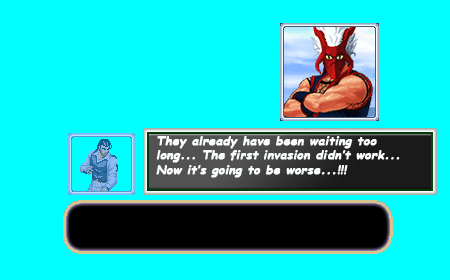 They already have been waiting too
long... The first invasion didn't work...
Now it's going to be worse...!!!